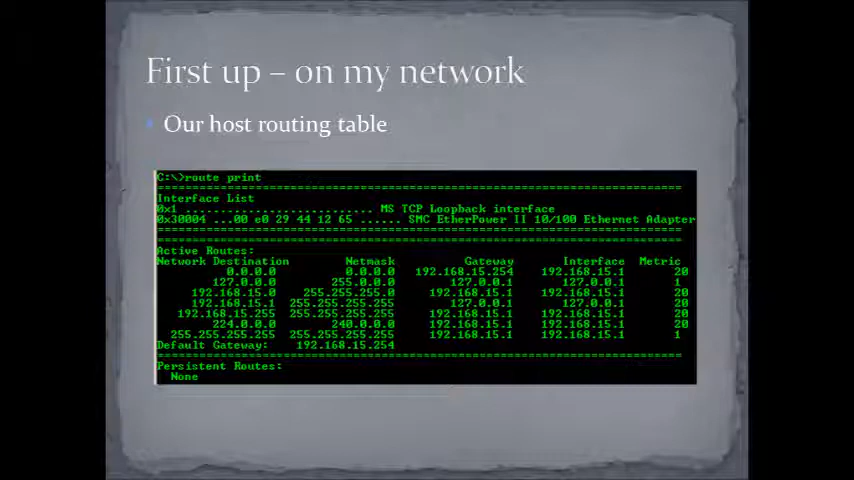 First up – on my network
Our host routing table
C:\>route print
===========================================================================
Interface List
0x1 ........................... MS TCP Loopback interface
0x30004 ...00 e0 29 44 12 65 ...... SMC EtherPower II 10/100 Ethernet Adapter
===========================================================================
===========================================================================
Active Routes:
Network Destination Netmask Gateway Interface Metric
0.0.0.0 0.0.0.0 192.168.15.254 192.168.15.1 20
127.0.0.0 255.0.0.0 127.0.0.1 127.0.0.1 1
192.168.15.0 255.255.255.0 192.168.15.1 192.168.15.1 20
192.168.15.1 255.255.255.255 127.0.0.1 127.0.0.1 20
192.168.15.255 255.255.255.255 192.168.15.1 192.168.15.1 20
224.0.0.0 240.0.0.0 192.168.15.1 192.168.15.1 20
255.255.255.255 255.255.255.255 192.168.15.1 192.168.15.1 1
Default Gateway: 192.168.15.254
===========================================================================
Persistent Routes:
None